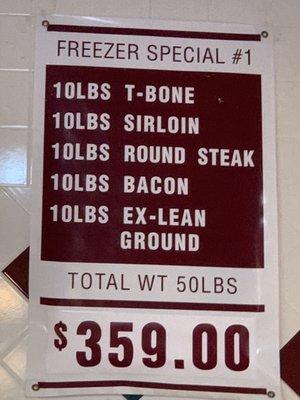 FREEZER SPECIAL #1
10LBS T-BONE
10LBS SIRLOIN
10LBS ROUND STEAK
10LBS BACON
10LBS EX-LEAN
GROUND
TOTAL WT 50LBS
$359.00